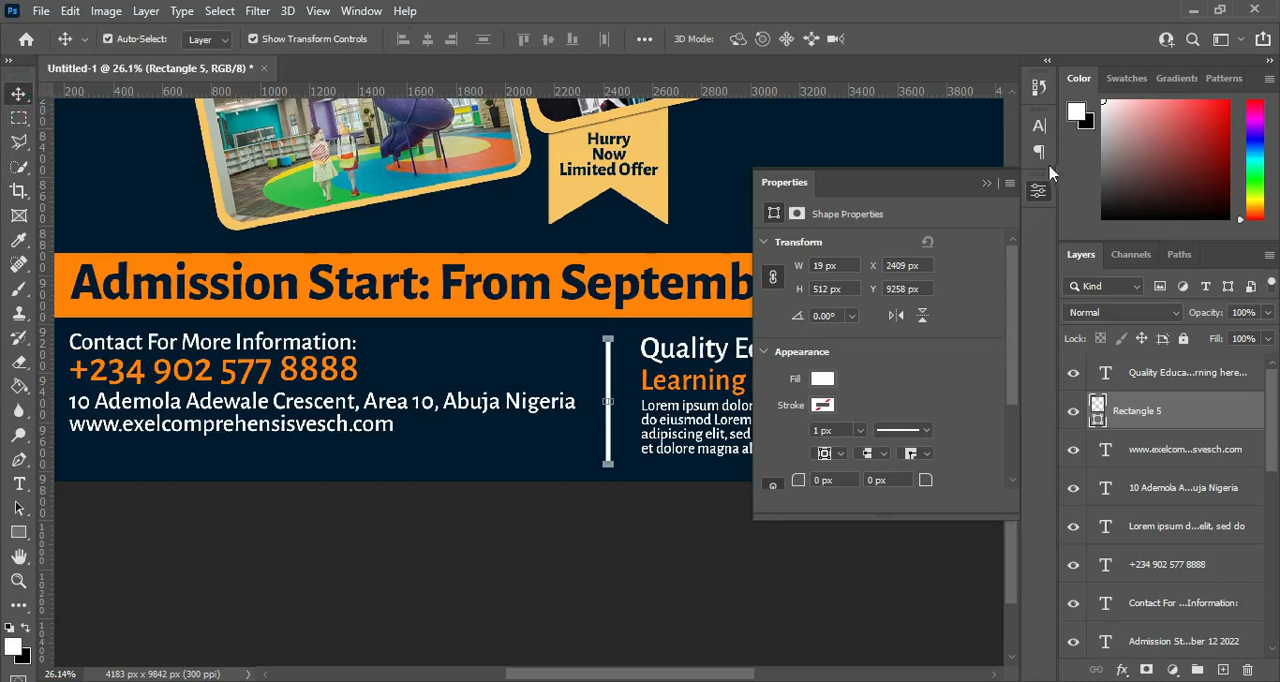 Ps File Edit Image Layer Type Select Filter 3D View Window Help
Auto-Select: Layer Show Transform Controls 3D Mode:
Untitled-1 @ 26.1% (Rectangle 5, RGB/8) *
200 400 600 800 1000 1200 1400 1600 1800 2000 2200 2400 2600 2800 3000 3200 3400 3600 3800 4
Hurry
Now
Limited Offer
Admission Start: From Septemb
Contact For More Information:
+234 902 577 8888
10 Ademola Adewale Crescent, Area 10, Abuja Nigeria
www.exelcomprehensisvesch.com
Quality E
Learning
Lorem ipsum dolor
do eiusmod Lorem
adipiscing elit, sed
et dolore magna al
Properties
Shape Properties
Transform
W 19 px X 2409 px
H 512 px Y 9258 px
0.00°
Appearance
Fill
Stroke
1 px
0 px 0 px
Color Swatches Gradient Patterns
Layers Channels Paths
Kind
Normal Opacity: 100%
Lock: Fill: 100%
Quality Educa...rning here...
Rectangle 5
www.exelcom...svesch.com
10 Ademola A...uja Nigeria
Lorem ipsum d...elit, sed do
+234 902 577 8888
Contact For ...Information:
Admission St...ber 12 2022
26.14% 4183 px x 9842 px (300 ppi)